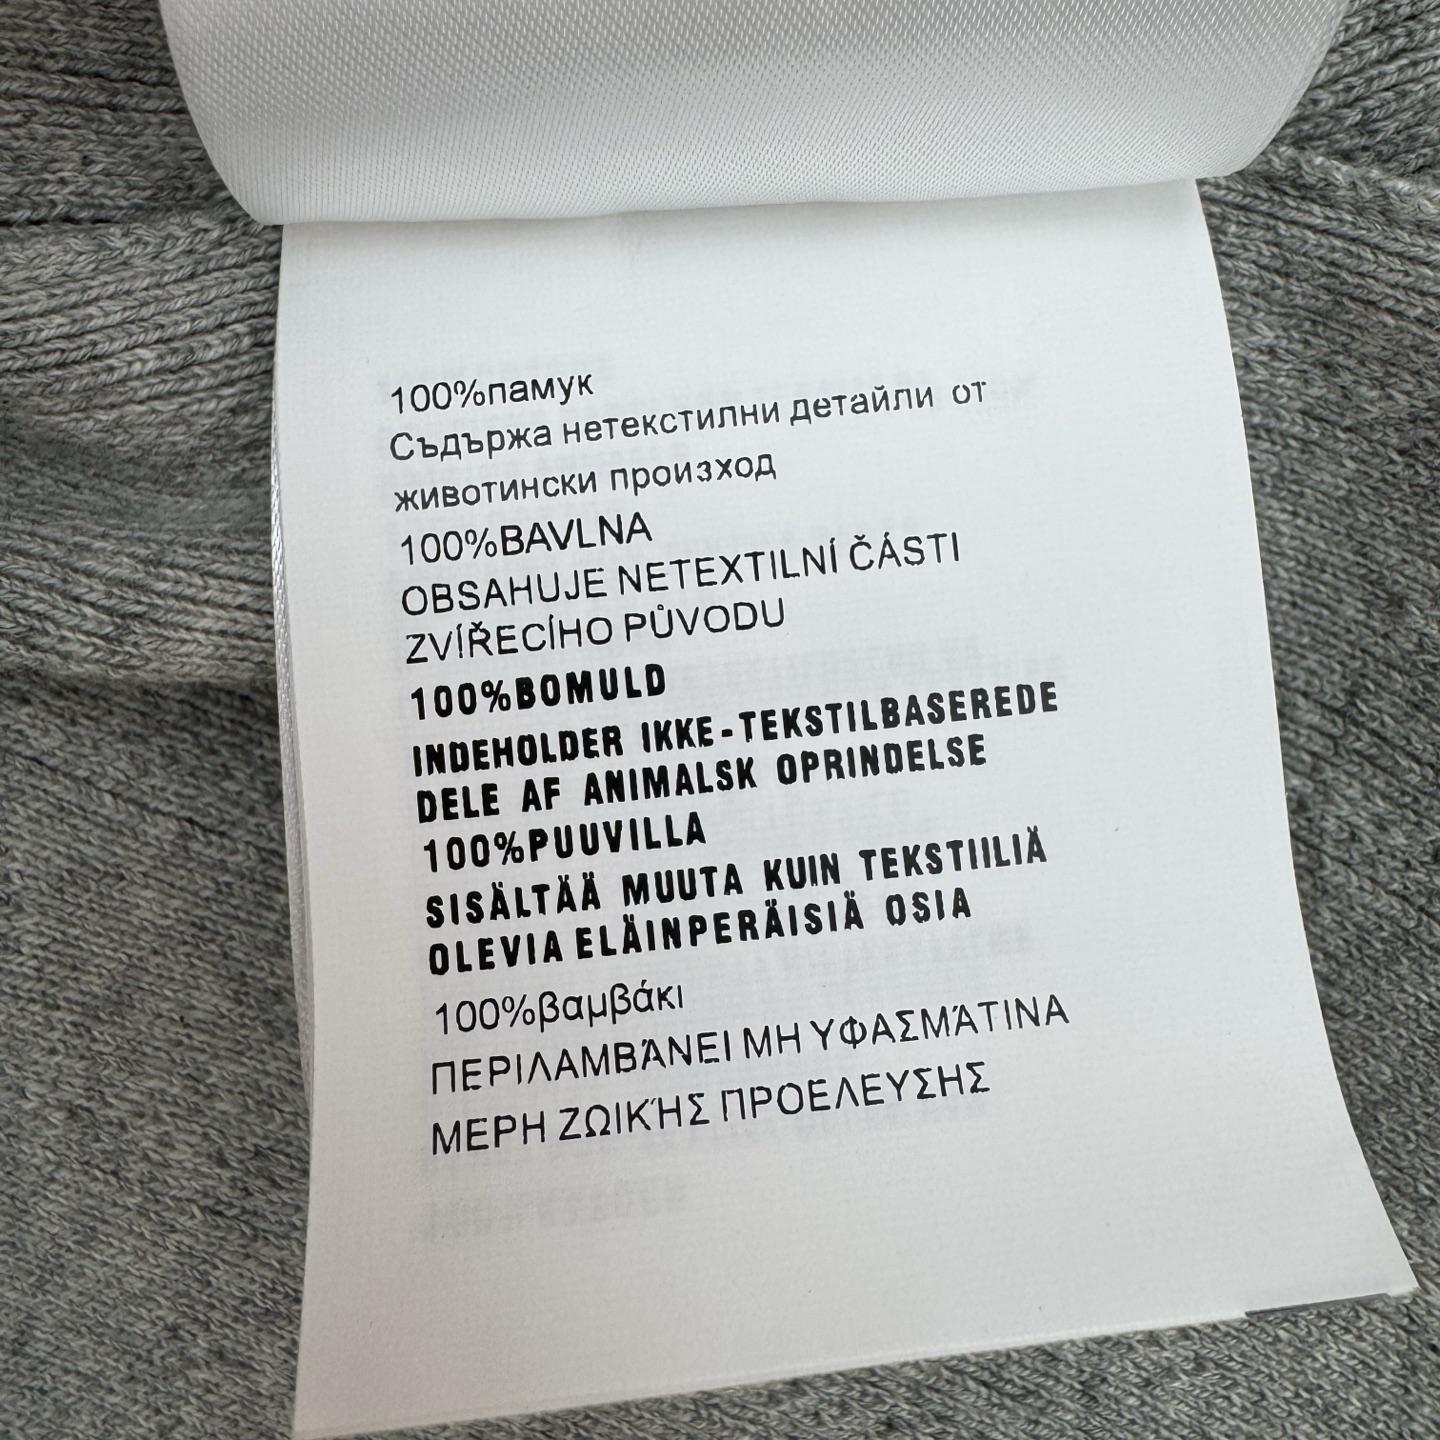 100%памук
Съдържа нетекстилни детайли от
животински произход
100%BAVLNA
OBSAHUJE NETEXTILNÍ ČÁSTI
ZVÍŘECÍHO PŮVODU
100%BOMULD
INDEHOLDER IKKE-TEKSTILBASEREDE
DELE AF ANIMALSK OPRINDELSE
100%PUUVILLA
SISÄLTÄÄ MUUTA KUIN TEKSTIILIÄ
OLEVIA ELÄINPERÄISIÄ OSIA
100%βαμβάκι
ΠΕΡΙΛΑΜΒΆΝΕΙ ΜΗ ΥΦΑΣΜΆΤΙΝΑ
ΜΕΡΗ ΖΩΙΚΉΣ ΠΡΟΕΛΕΥΣΗΣ